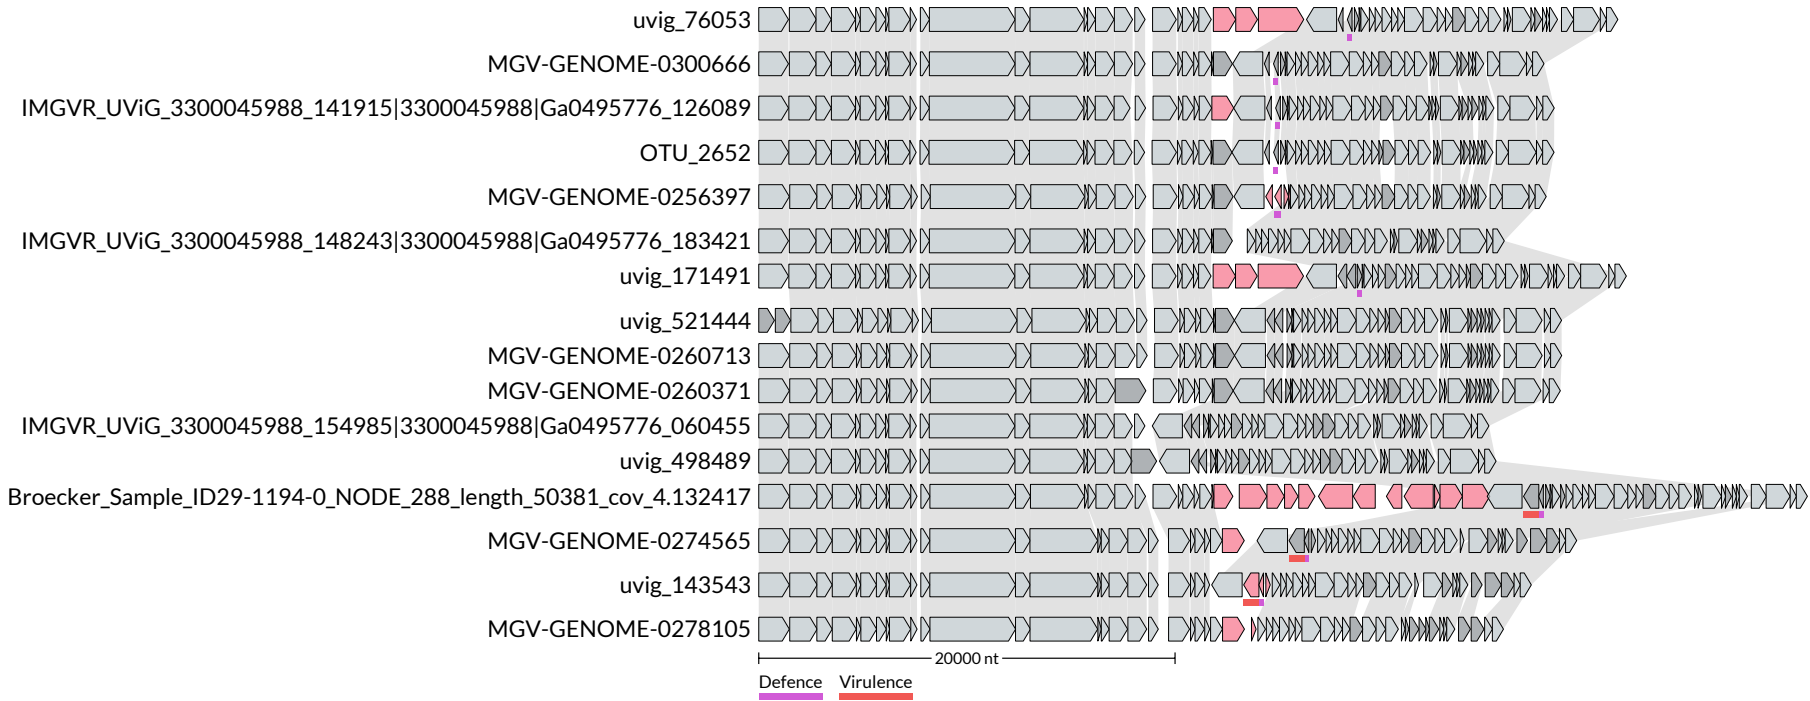 uvig_76053
MGV-GENOME-0300666
IMGVR_UViG_3300045988_141915|3300045988|Ga0495776_126089
OTU_2652
MGV-GENOME-0256397
IMGVR_UViG_3300045988_148243|3300045988|Ga0495776_183421
uvig_171491
uvig_521444
MGV-GENOME-0260713
MGV-GENOME-0260371
IMGVR_UViG_3300045988_154985|3300045988|Ga0495776_060455
uvig_498489
Broecker_Sample_ID29-1194-0_NODE_288_length_50381_cov_4.132417
MGV-GENOME-0274565
uvig_143543
MGV-GENOME-0278105
20000 nt
Defence Virulence